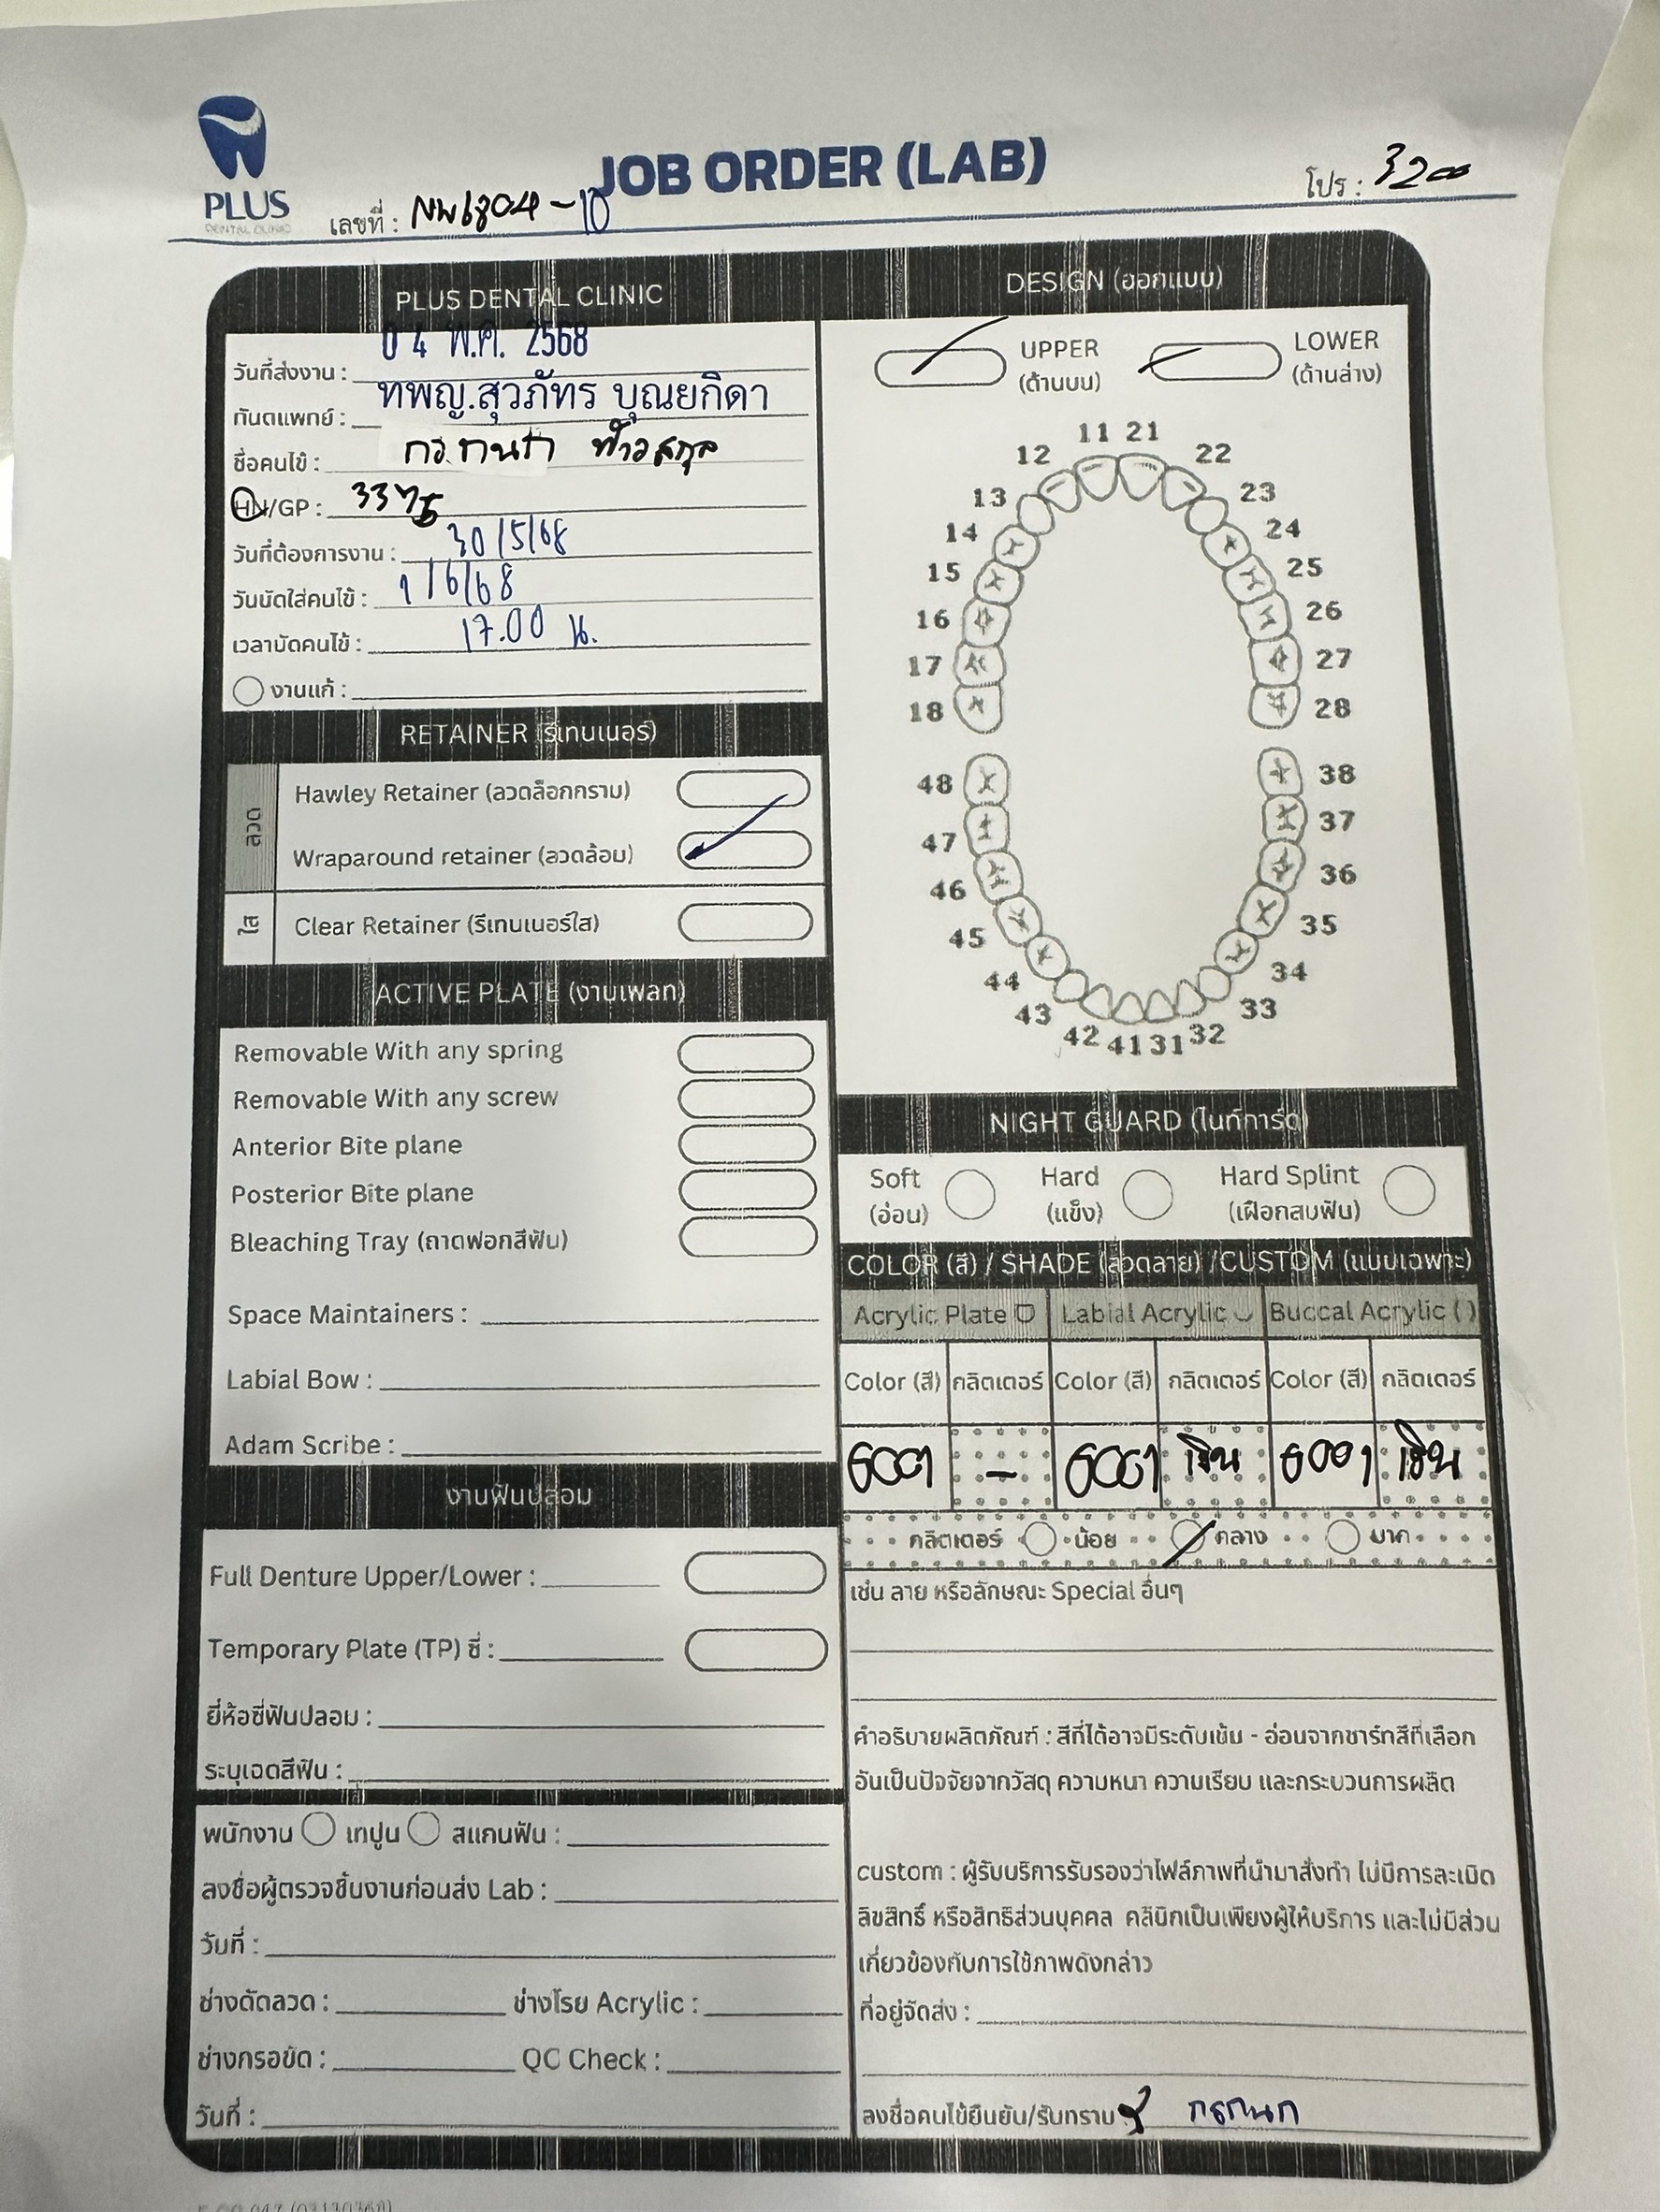 PLUS
DENTAL CLINIC
JOB ORDER (LAB)
เลขที่ : NW6804-10
โปร : 3200
PLUS DENTAL CLINIC
วันที่ส่งงาน : 04 พ.ค. 2568
ทันตแพทย์ : ทพญ.สุวภัทร บุณยกิดา
ชื่อคนไข้ :
HN/GP : 3375
วันที่ต้องการงาน : 30/5/68
วันนัดใส่คนไข้ : 1/6/68
เวลานัดคนไข้ : 17.00 น.
งานแก้ :
RETAINER (รีเทนเนอร์)
ลวด
Hawley Retainer (ลวดล็อกกราม)
Wraparound retainer (ลวดล้อม)
ใส
Clear Retainer (รีเทนเนอร์ใส)
ACTIVE PLATE (งานเพลท)
Removable With any spring
Removable With any screw
Anterior Bite plane
Posterior Bite plane
Bleaching Tray (ถาดฟอกสีฟัน)
Space Maintainers :
Labial Bow :
Adam Scribe :
งานฟันปลอม
Full Denture Upper/Lower :
Temporary Plate (TP) ซี่ :
ยี่ห้อซี่ฟันปลอม :
ระบุเฉดสีฟัน :
พนักงาน เทปูน สแกนฟัน :
ลงชื่อผู้ตรวจชิ้นงานก่อนส่ง Lab :
วันที่ :
ช่างดัดลวด : ช่างโรย Acrylic :
ช่างกรอขัด : QC Check :
วันที่ :
DESIGN (ออกแบบ)
UPPER
(ด้านบน)
LOWER
(ด้านล่าง)
11 21
12 22
13 23
14 24
15 25
16 26
17 27
18 28
48 38
47 37
46 36
45 35
44 34
43 33
42 41 31 32
NIGHT GUARD (ไนท์การ์ด)
Soft Hard Hard Splint
(อ่อน) (แข็ง) (เฝือกสบฟัน)
COLOR (สี) / SHADE (ลวดลาย) /CUSTOM (แบบเฉพาะ)
Acrylic Plate Labial Acrylic Buccal Acrylic ( )
Color (สี) กลิตเตอร์ Color (สี) กลิตเตอร์ Color (สี) กลิตเตอร์
6001 - 6001 เงิน 6001 เงิน
กลิตเตอร์ น้อย กลาง มาก
เช่น ลาย หรือลักษณะ Special อื่นๆ
คำอธิบายผลิตภัณฑ์ : สีที่ได้อาจมีระดับเข้ม - อ่อนจากชาร์ทสีที่เลือก
อันเป็นปัจจัยจากวัสดุ ความหนา ความเรียบ และกระบวนการผลิต
custom : ผู้รับบริการรับรองว่าไฟล์ภาพที่นำมาสั่งทำ ไม่มีการละเมิด
ลิขสิทธิ์ หรือสิทธิส่วนบุคคล คลินิกเป็นเพียงผู้ให้บริการ และไม่มีส่วน
เกี่ยวข้องกับการใช้ภาพดังกล่าว
ที่อยู่จัดส่ง :
ลงชื่อคนไข้ยืนยัน/รับทราบ กรกนก